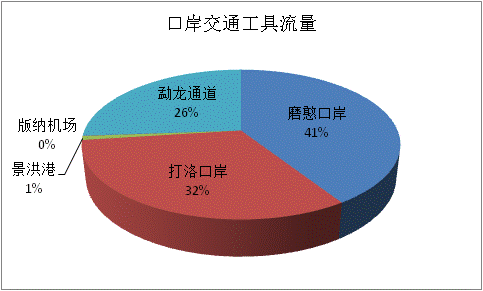 口岸交通工具流量
勐龙通道
26%
磨憨口岸
41%
版纳机场
0%
景洪港
1%
打洛口岸
32%